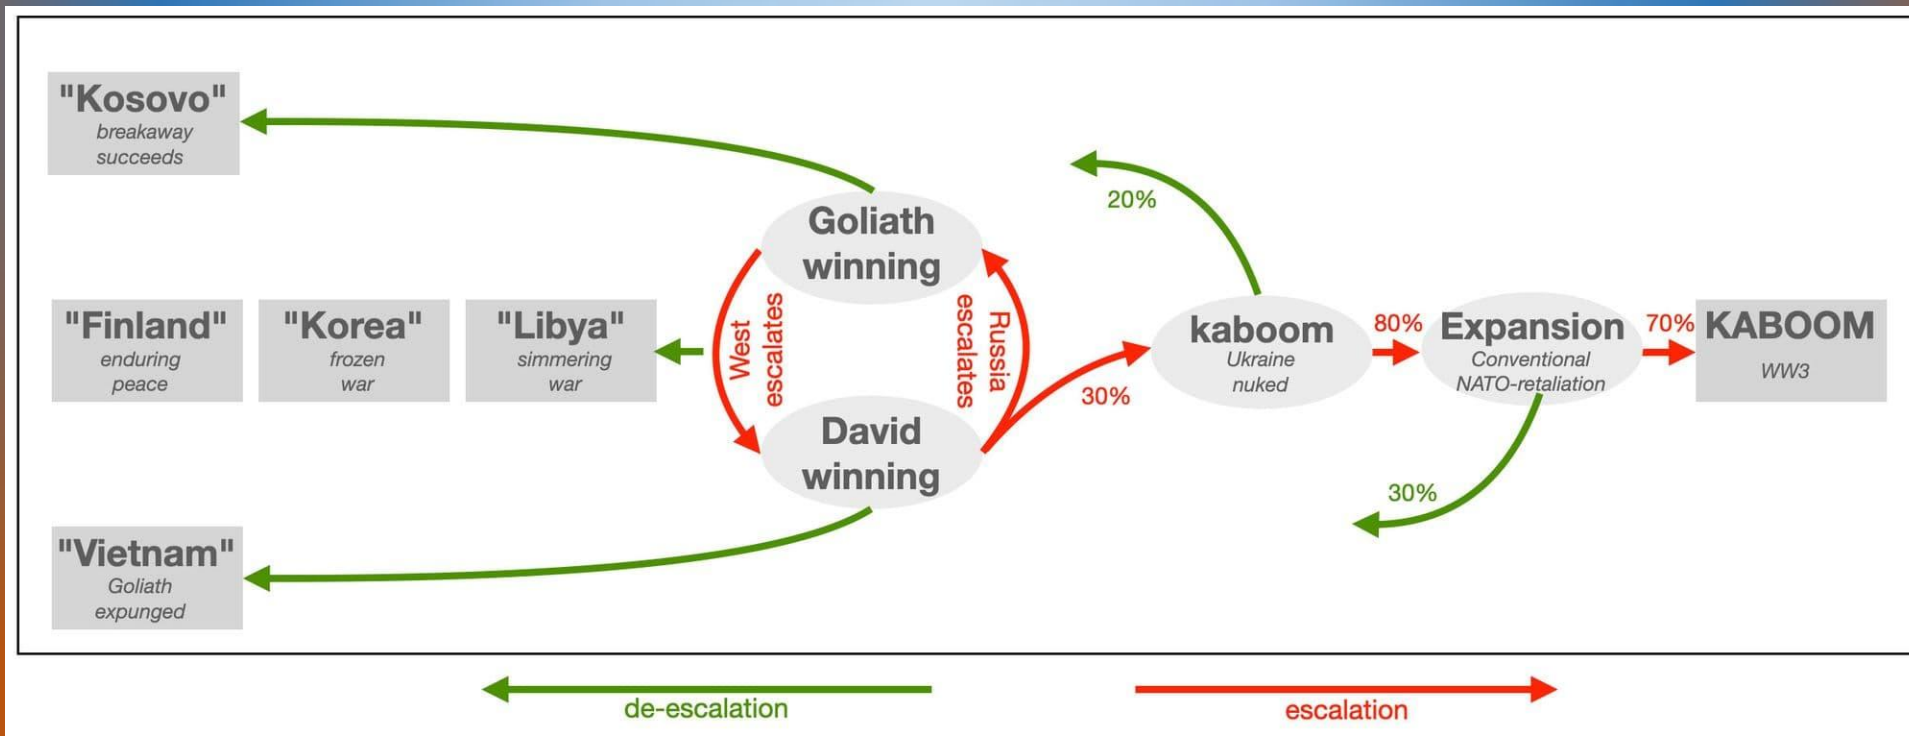 "Kosovo"
breakaway
succeeds
Goliath
winning
20%
West
escalates
Russia
escalates
"Finland"
enduring
peace
"Korea"
frozen
war
"Libya"
simmering
war
30%
kaboom
Ukraine
nuked
80%
Expansion
Conventional
NATO-retaliation
70%
KABOOM
WW3
David
winning
30%
"Vietnam"
Goliath
expunged
de-escalation
escalation